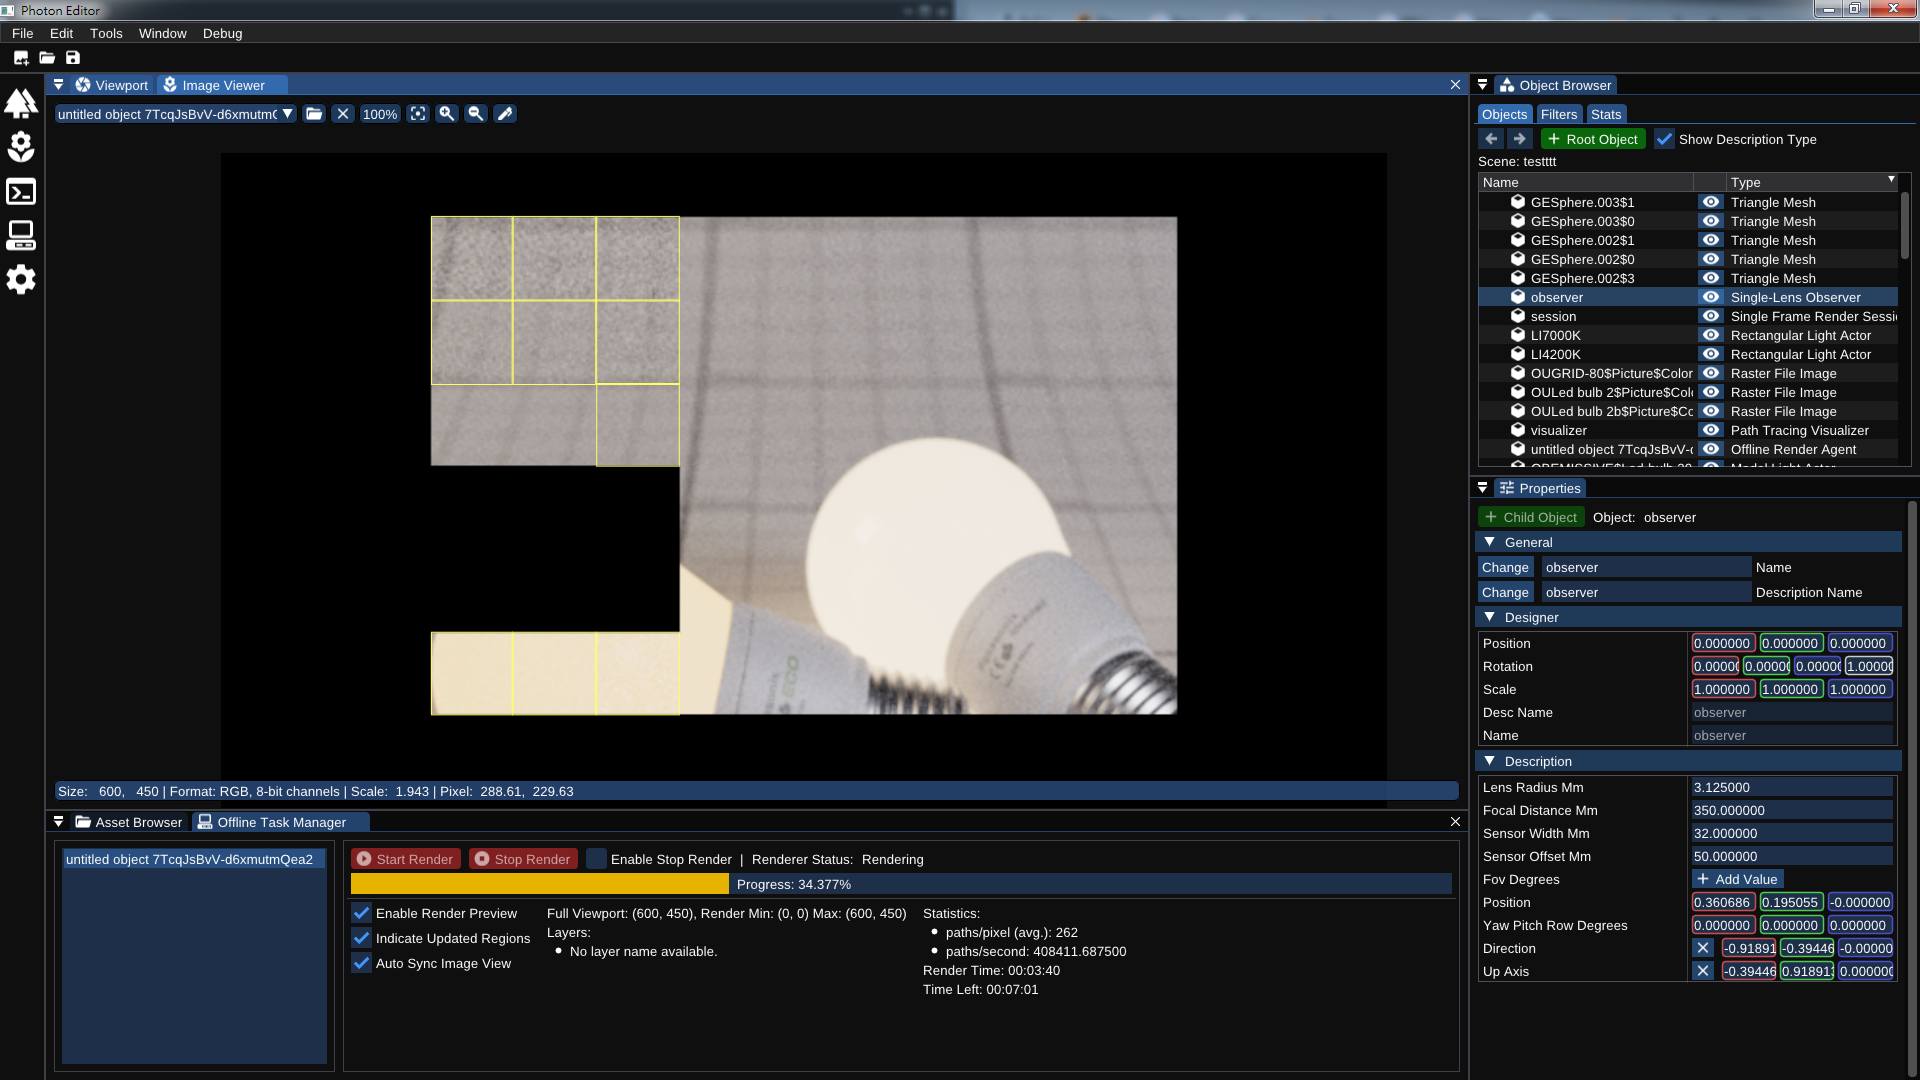 Photon Editor
File Edit Tools Window Debug
Viewport Image Viewer
untitled object 7TcqJsBvV-d6xmutm 100%
Size: 600, 450 | Format: RGB, 8-bit channels | Scale: 1.943 | Pixel: 288.61, 229.63
ECO
Asset Browser Offline Task Manager
untitled object 7TcqJsBvV-d6xmutmQea2
Start Render Stop Render Enable Stop Render | Renderer Status: Rendering
Progress: 34.377%
Enable Render Preview
Indicate Updated Regions
Auto Sync Image View
Full Viewport: (600, 450), Render Min: (0, 0) Max: (600, 450)
Layers:
No layer name available.
Statistics:
paths/pixel (avg.): 262
paths/second: 408411.687500
Render Time: 00:03:40
Time Left: 00:07:01
Object Browser
Objects Filters Stats
+ Root Object Show Description Type
Scene: testttt
Name Type
GESphere.003$1 Triangle Mesh
GESphere.003$0 Triangle Mesh
GESphere.002$1 Triangle Mesh
GESphere.002$0 Triangle Mesh
GESphere.002$3 Triangle Mesh
observer Single-Lens Observer
session Single Frame Render Sessi
LI7000K Rectangular Light Actor
LI4200K Rectangular Light Actor
OUGRID-80$Picture$Color Raster File Image
OULed bulb 2$Picture$Col Raster File Image
OULed bulb 2b$Picture$Cc Raster File Image
visualizer Path Tracing Visualizer
untitled object 7TcqJsBvV- Offline Render Agent
Properties
+ Child Object Object: observer
General
Change observer Name
Change observer Description Name
Designer
Position 0.000000 0.000000 0.000000
Rotation 0.0000 0.0000 0.0000 1.0000
Scale 1.000000 1.000000 1.000000
Desc Name observer
Name observer
Description
Lens Radius Mm 3.125000
Focal Distance Mm 350.000000
Sensor Width Mm 32.000000
Sensor Offset Mm 50.000000
Fov Degrees + Add Value
Position 0.360686 0.195055 -0.000000
Yaw Pitch Row Degrees 0.000000 0.000000 0.000000
Direction -0.91891 -0.39446 -0.00000
Up Axis -0.39446 0.91891 0.00000